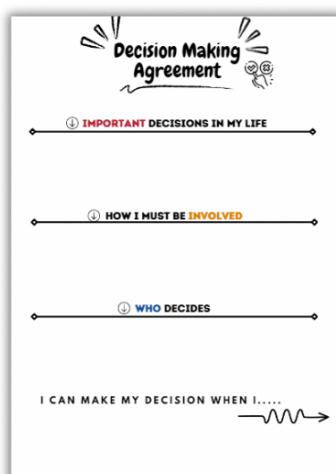 Decision Making
Agreement
IMPORTANT DECISIONS IN MY LIFE
HOW I MUST BE INVOLVED
WHO DECIDES
I CAN MAKE MY DECISION WHEN I.....